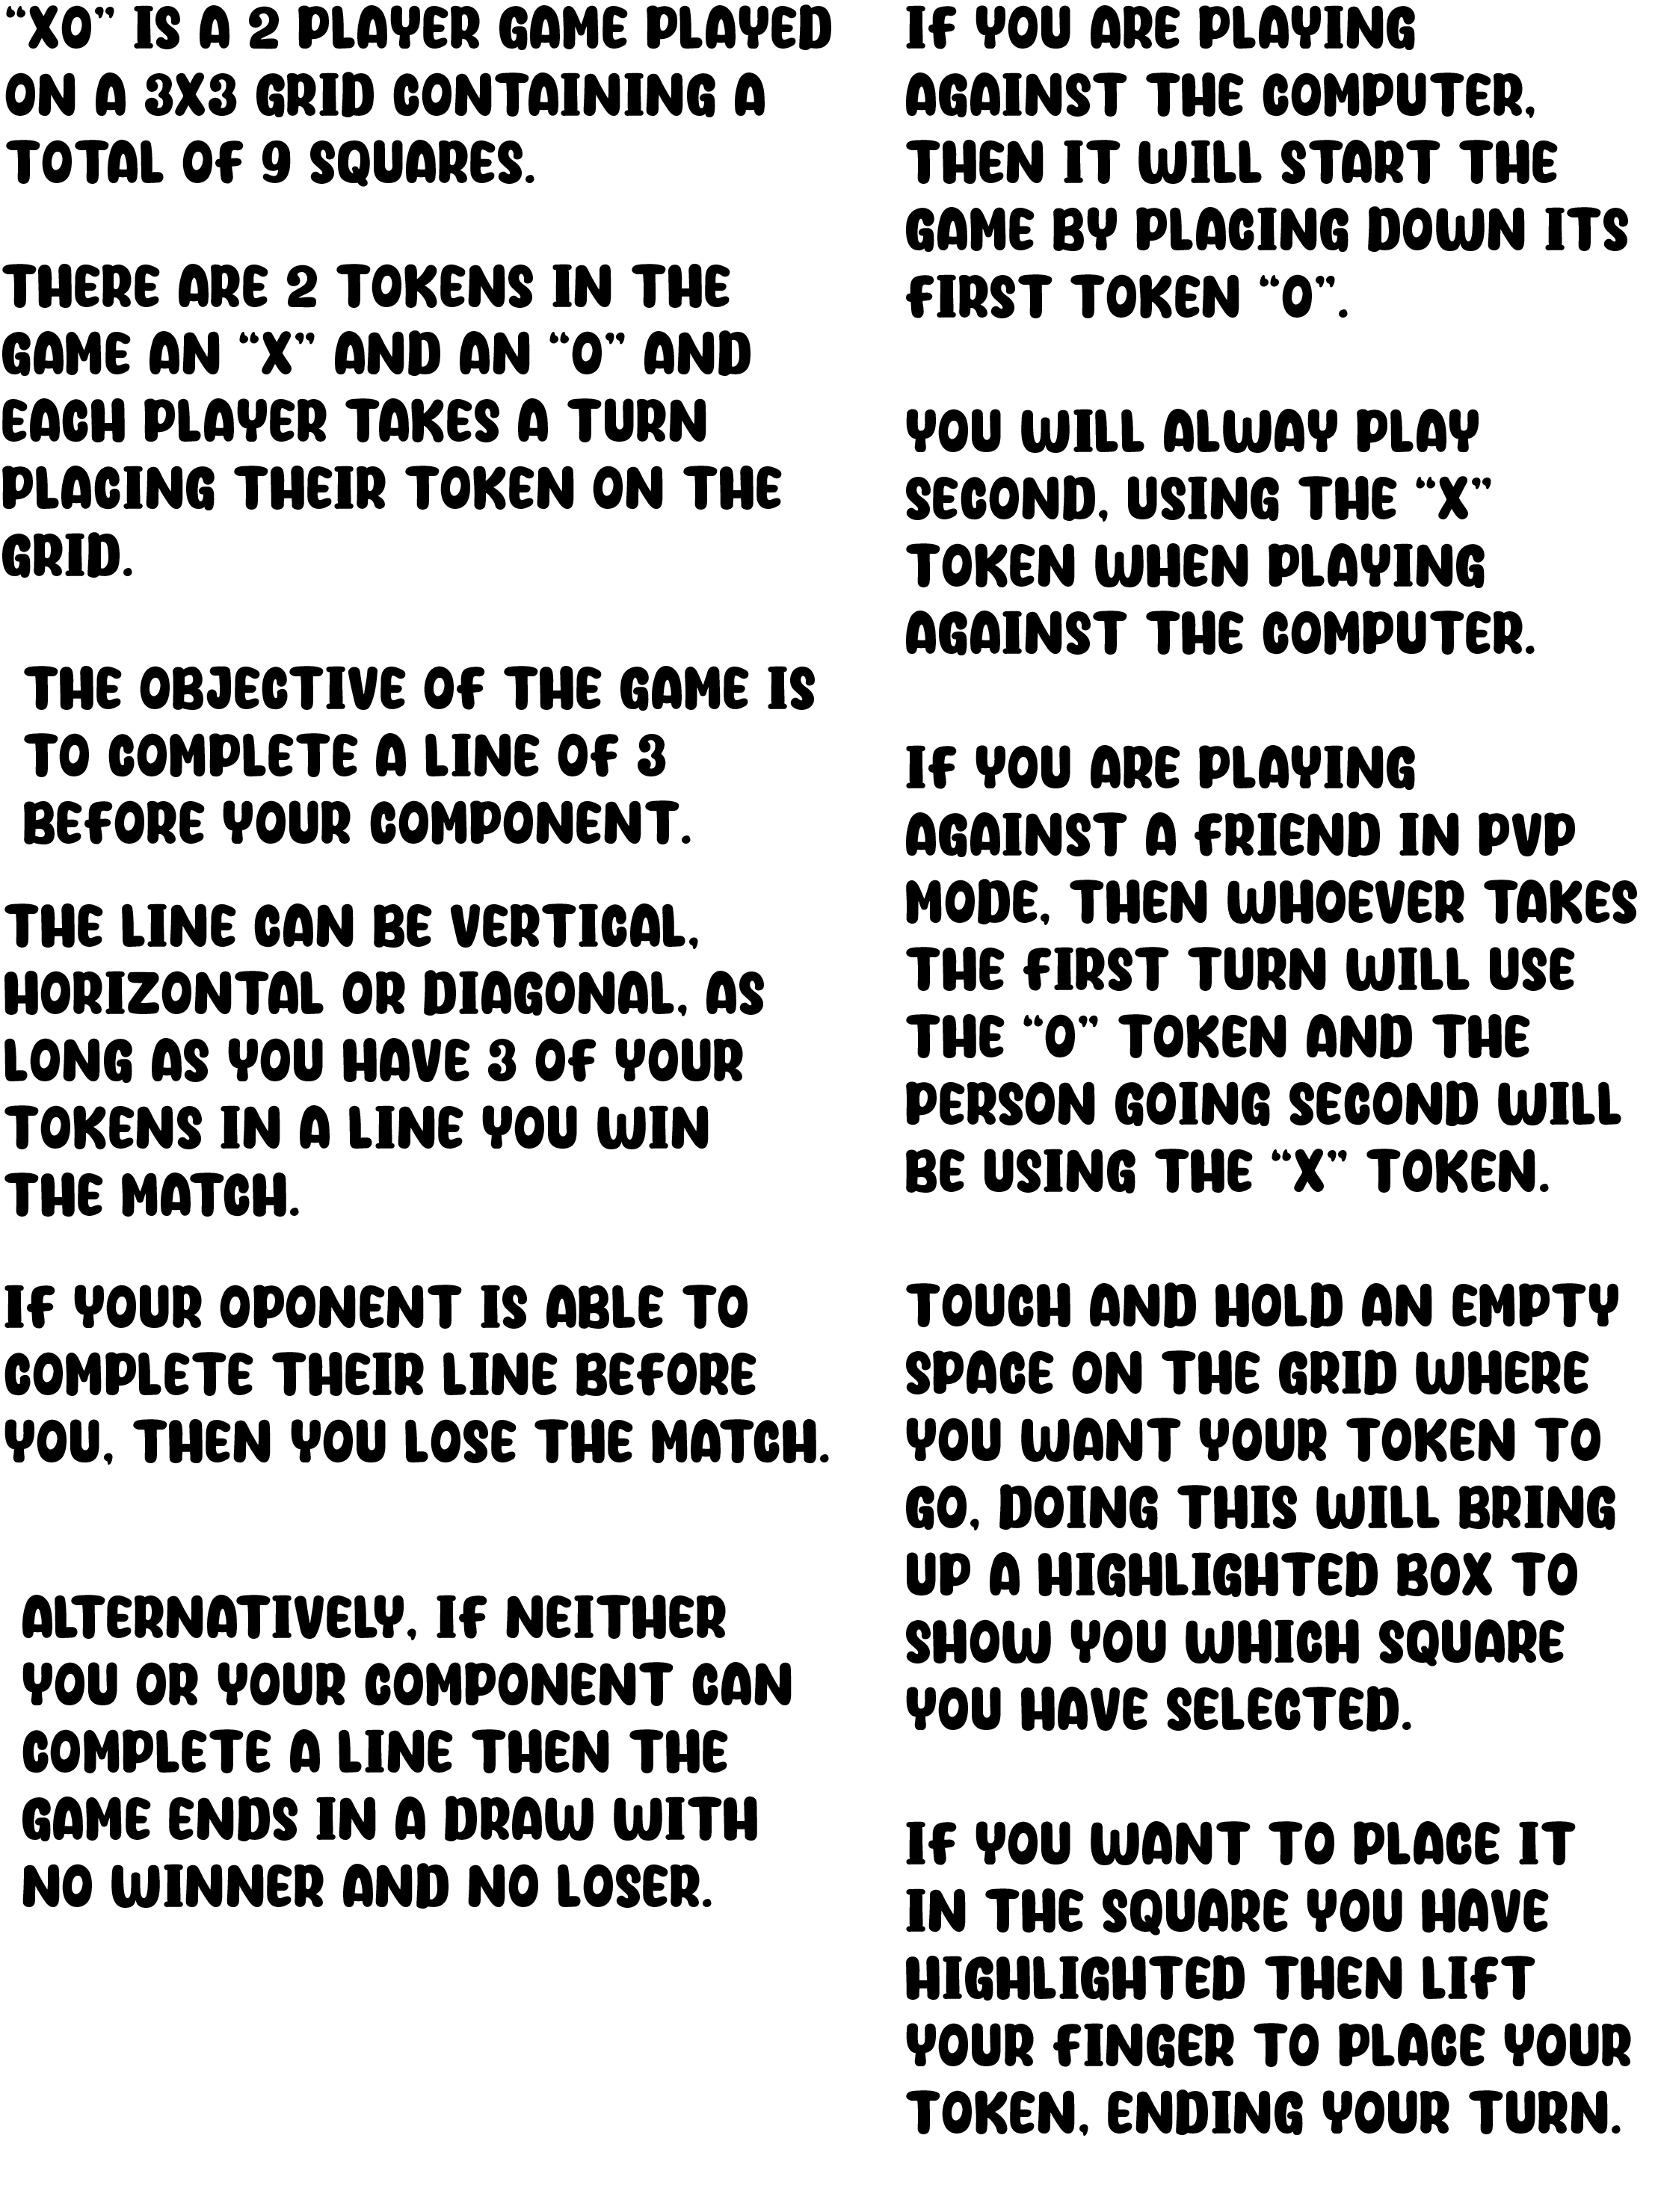 “XO” IS A 2 PLAYER GAME PLAYED
ON A 3X3 GRID CONTAINING A
TOTAL OF 9 SQUARES.
THERE ARE 2 TOKENS IN THE
GAME AN “X” AND AN “O” AND
EACH PLAYER TAKES A TURN
PLACING THEIR TOKEN ON THE
GRID.
THE OBJECTIVE OF THE GAME IS
TO COMPLETE A LINE OF 3
BEFORE YOUR COMPONENT.
THE LINE CAN BE VERTICAL,
HORIZONTAL OR DIAGONAL, AS
LONG AS YOU HAVE 3 OF YOUR
TOKENS IN A LINE YOU WIN
THE MATCH.
IF YOUR OPONENT IS ABLE TO
COMPLETE THEIR LINE BEFORE
YOU, THEN YOU LOSE THE MATCH.
ALTERNATIVELY, IF NEITHER
YOU OR YOUR COMPONENT CAN
COMPLETE A LINE THEN THE
GAME ENDS IN A DRAW WITH
NO WINNER AND NO LOSER.
IF YOU ARE PLAYING
AGAINST THE COMPUTER,
THEN IT WILL START THE
GAME BY PLACING DOWN ITS
FIRST TOKEN “O”.
YOU WILL ALWAY PLAY
SECOND, USING THE “X”
TOKEN WHEN PLAYING
AGAINST THE COMPUTER.
IF YOU ARE PLAYING
AGAINST A FRIEND IN PVP
MODE, THEN WHOEVER TAKES
THE FIRST TURN WILL USE
THE “O” TOKEN AND THE
PERSON GOING SECOND WILL
BE USING THE “X” TOKEN.
TOUCH AND HOLD AN EMPTY
SPACE ON THE GRID WHERE
YOU WANT YOUR TOKEN TO
GO, DOING THIS WILL BRING
UP A HIGHLIGHTED BOX TO
SHOW YOU WHICH SQUARE
YOU HAVE SELECTED.
IF YOU WANT TO PLACE IT
IN THE SQUARE YOU HAVE
HIGHLIGHTED THEN LIFT
YOUR FINGER TO PLACE YOUR
TOKEN, ENDING YOUR TURN.